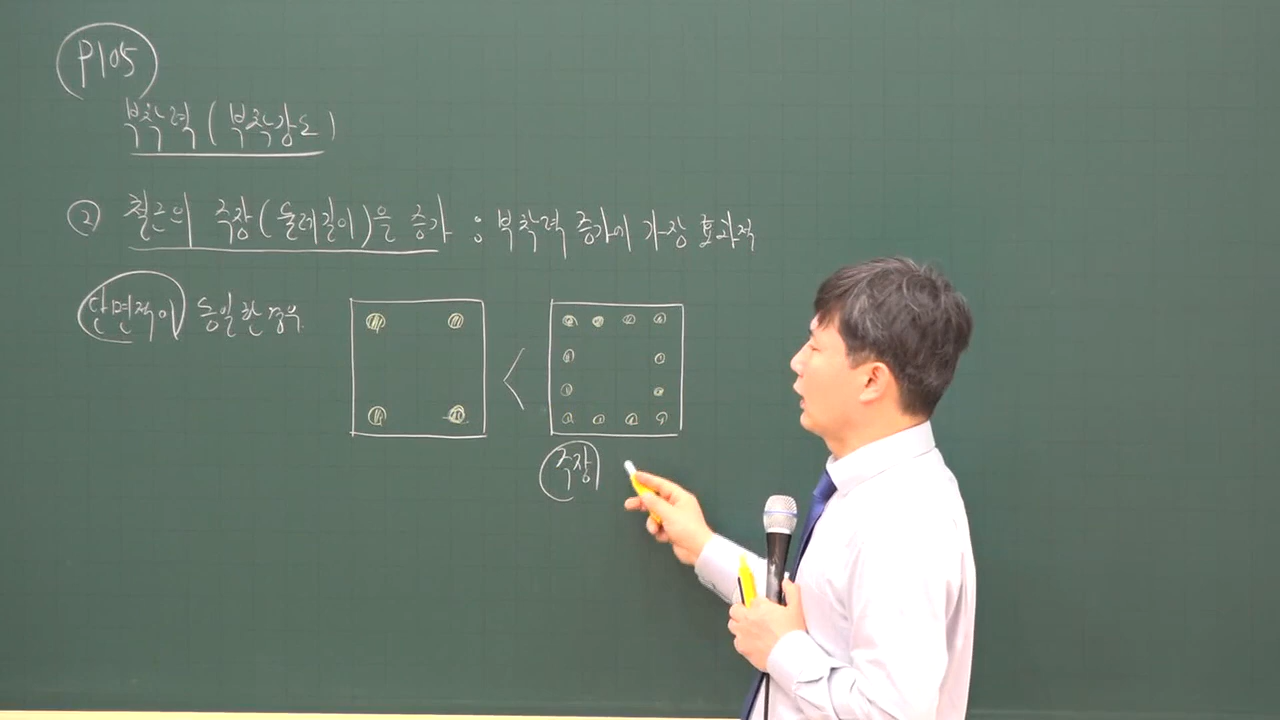 P105
부착력(부착강도)
② 철근의 주장(둘레길이)을 증가 : 부착력 증가에 가장 효과적
단면적이 동일한 경우.
<
주장